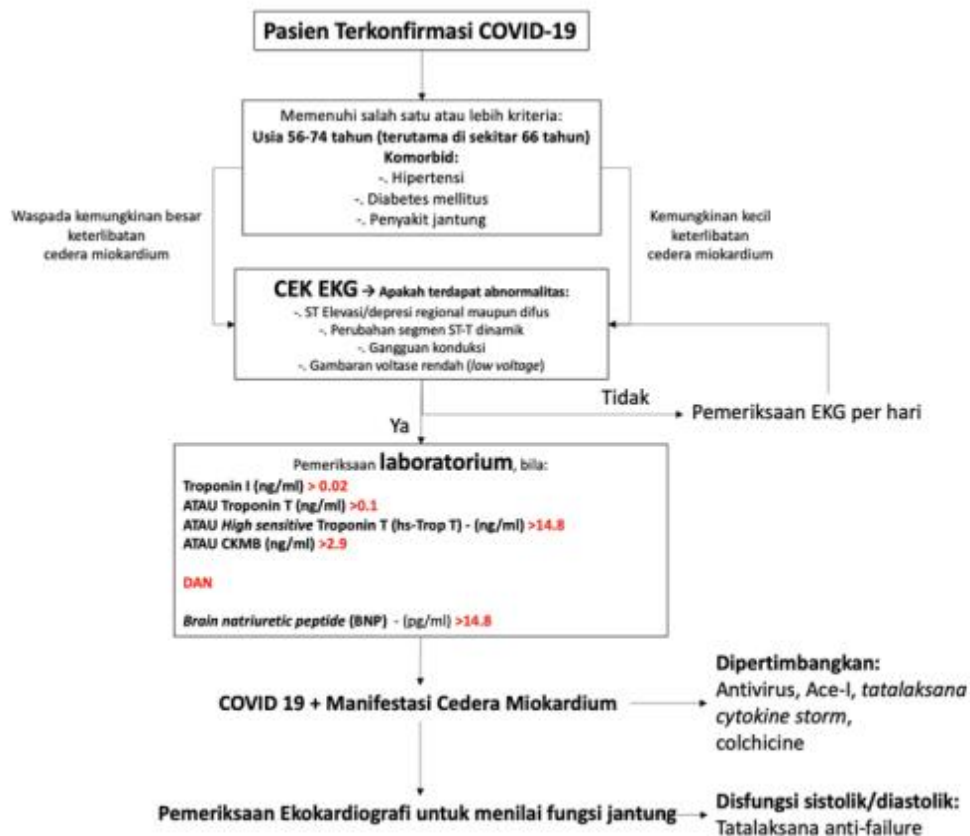 Pasien Terkonfirmasi COVID-19
Memenuhi salah satu atau lebih kriteria:
Usia 56-74 tahun (terutama di sekitar 66 tahun)
Komorbid:
-. Hipertensi
-. Diabetes mellitus
-. Penyakit jantung
Waspada kemungkinan besar
keterlibatan
cedera miokardium
Kemungkinan kecil
keterlibatan
cedera miokardium
CEK EKG → Apakah terdapat abnormalitas:
-. ST Elevasi/depresi regional maupun difus
-. Perubahan segmen ST-T dinamik
-. Gangguan konduksi
-. Gambaran voltase rendah (low voltage)
Tidak
Pemeriksaan EKG per hari
Ya
Pemeriksaan laboratorium, bila:
Troponin I (ng/ml) > 0.02
ATAU Troponin T (ng/ml) >0.1
ATAU High sensitive Troponin T (hs-Trop T) - (ng/ml) >14.8
ATAU CKMB (ng/ml) >2.9
DAN
Brain natriuretic peptide (BNP) - (pg/ml) >14.8
COVID 19 + Manifestasi Cedera Miokardium
Dipertimbangkan:
Antivirus, Ace-I, tatalaksana
cytokine storm,
colchicine
Pemeriksaan Ekokardiografi untuk menilai fungsi jantung
Disfungsi sistolik/diastolik:
Tatalaksana anti-failure